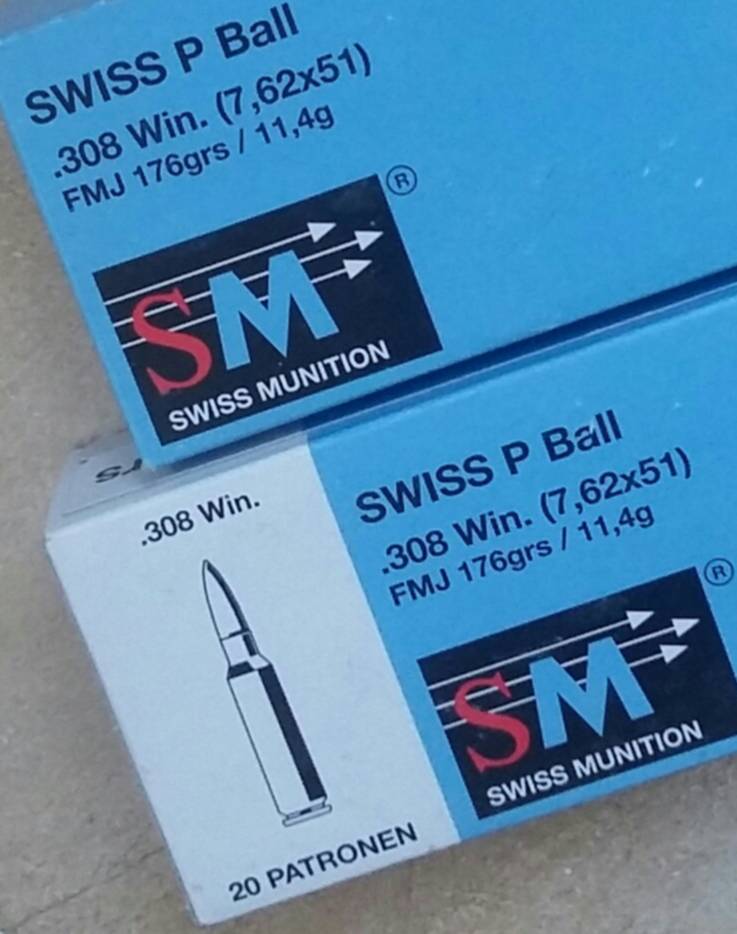 SWISS P Ball
.308 Win. (7,62x51)
FMJ 176grs / 11,4g
®
SM
SWISS MUNITION
.308 Win.
20 PATRONEN
SWISS P Ball
.308 Win. (7,62x51)
FMJ 176grs / 11,4g
®
SM
SWISS MUNITION